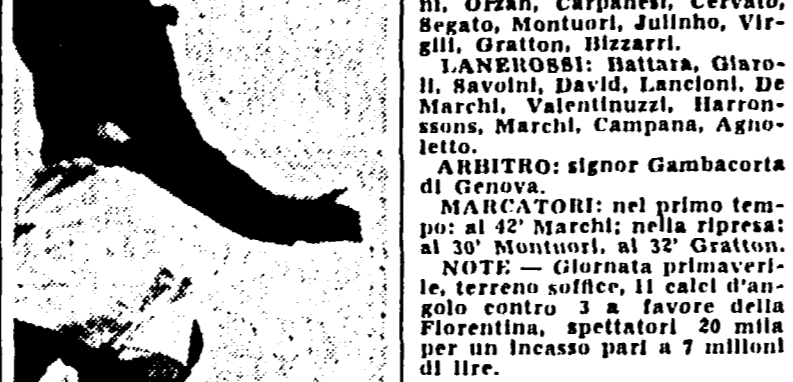 ni, Orzan, Carpanesi, Cervato,
Segato, Montuori, Julinho, Vir-
gili, Gratton, Bizzarri.
LANEROSSI: Battara, Giaro-
li, Savoini, David, Lancioni, De
Marchi, Valentinuzzi, Harron-
ssons, Marchi, Campana, Agno-
letto.
ARBITRO: signor Gambacorta
di Genova.
MARCATORI: nel primo tem-
po: al 42' Marchi; nella ripresa:
al 30' Montuori, al 32' Gratton.
NOTE — Giornata primaveri-
le, terreno soffice, 11 calci d'an-
golo contro 3 a favore della
Fiorentina, spettatori 20 mila
per un incasso pari a 7 milioni
di lire.